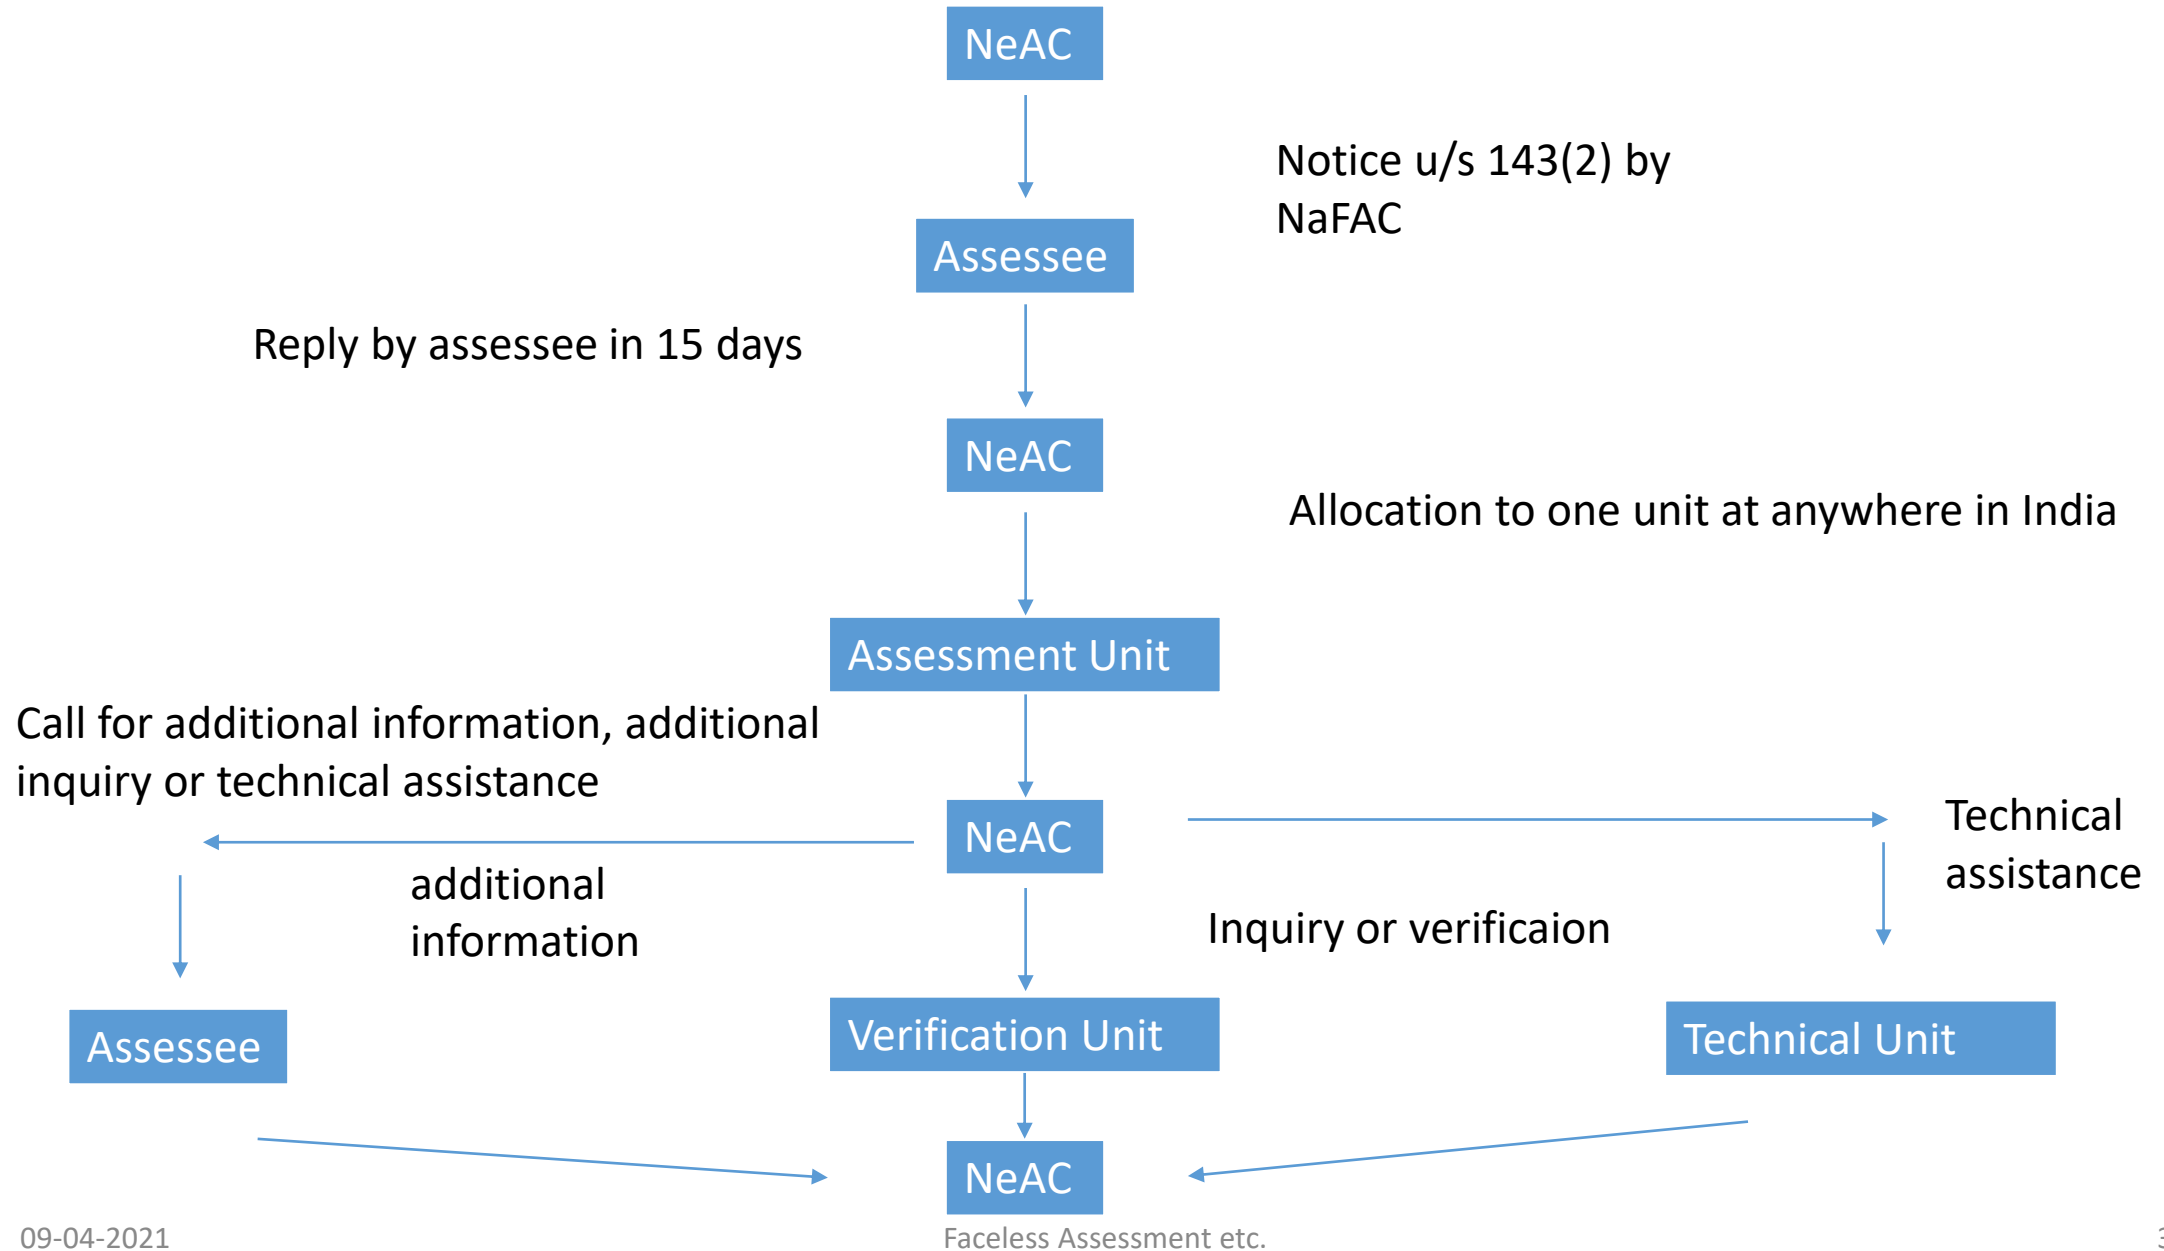 NeAC
Notice u/s 143(2) by
NaFAC
Assessee
Reply by assessee in 15 days
NeAC
Allocation to one unit at anywhere in India
Assessment Unit
Call for additional information, additional
inquiry or technical assistance
NeAC
Technical
assistance
additional
information
Inquiry or verificaion
Assessee
Verification Unit
Technical Unit
NeAC
09-04-2021
Faceless Assessment etc.